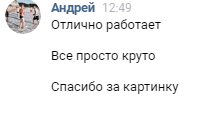 Андрей 12:49
Отлично работает
Все просто круто
Спасибо за картинку